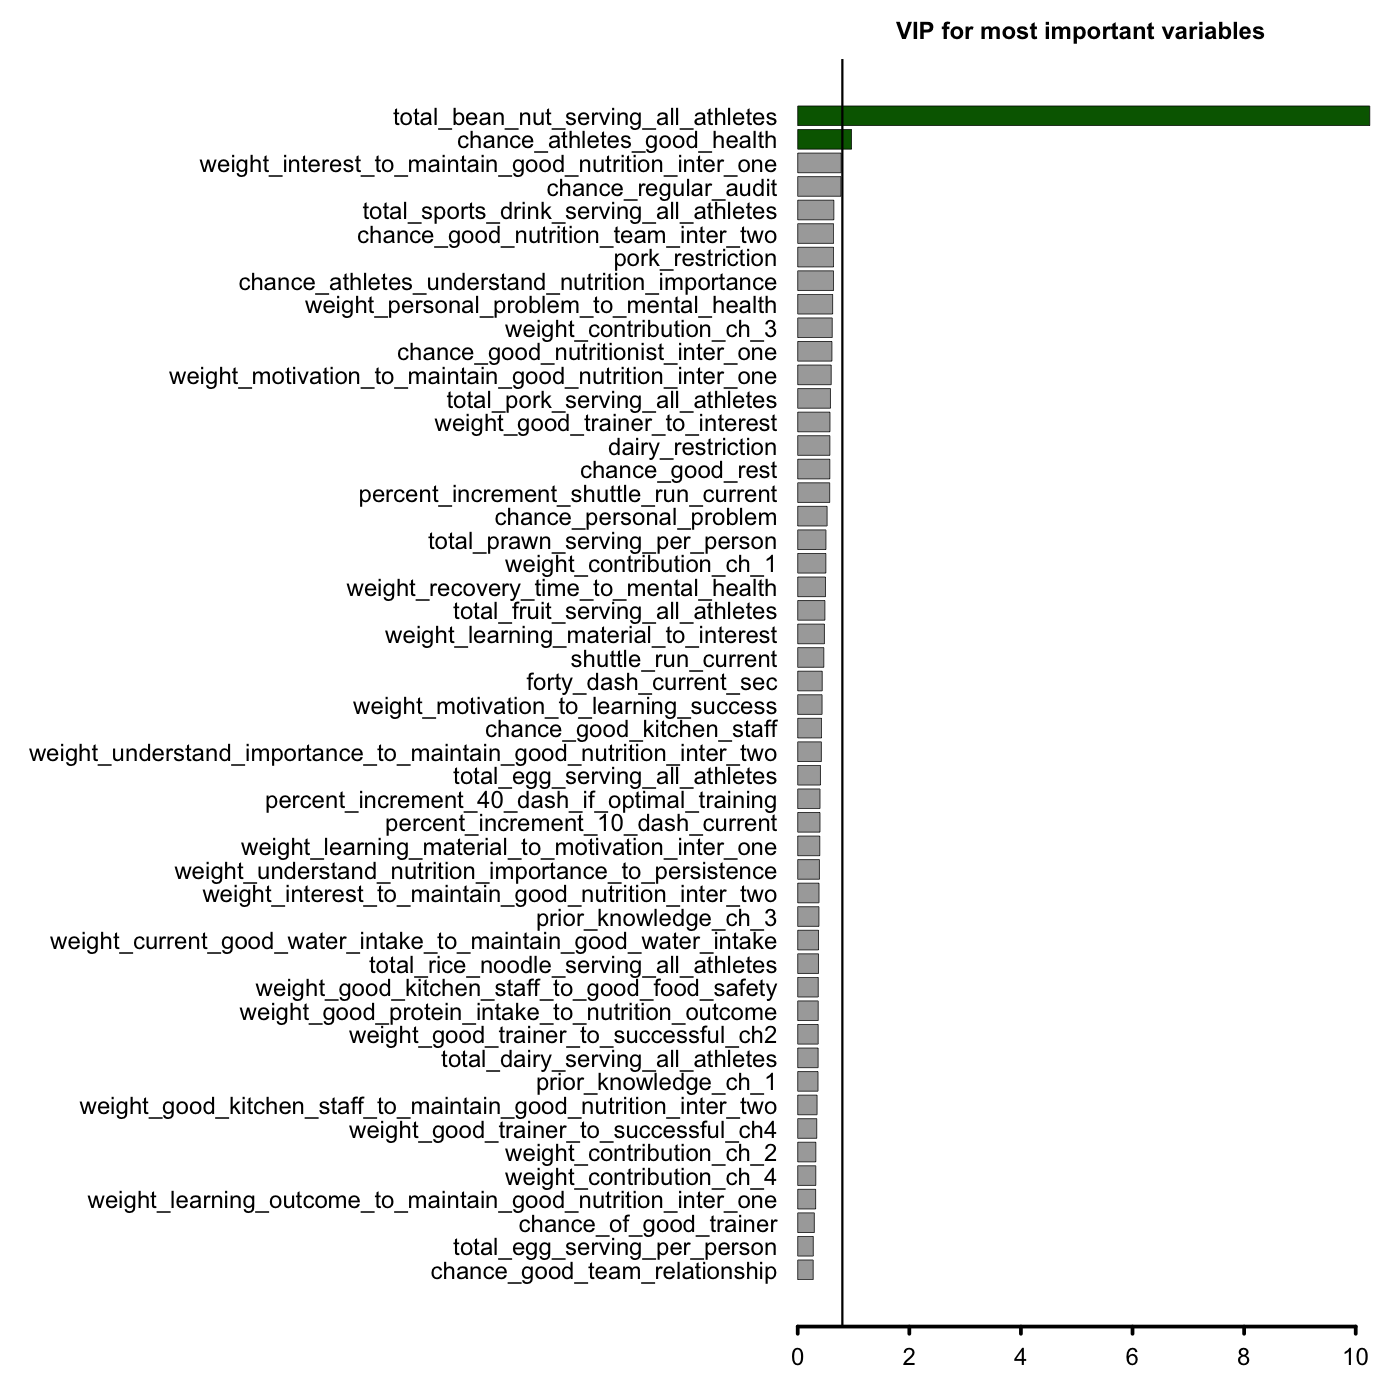 VIP for most important variables
total_bean_nut_serving_all_athletes
chance_athletes_good_health
weight_interest_to_maintain_good_nutrition_inter_one
chance_regular_audit
total_sports_drink_serving_all_athletes
chance_good_nutrition_team_inter_two
pork_restriction
chance_athletes_understand_nutrition_importance
weight_personal_problem_to_mental_health
weight_contribution_ch_3
chance_good_nutritionist_inter_one
weight_motivation_to_maintain_good_nutrition_inter_one
total_pork_serving_all_athletes
weight_good_trainer_to_interest
dairy_restriction
chance_good_rest
percent_increment_shuttle_run_current
chance_personal_problem
total_prawn_serving_per_person
weight_contribution_ch_1
weight_recovery_time_to_mental_health
total_fruit_serving_all_athletes
weight_learning_material_to_interest
shuttle_run_current
forty_dash_current_sec
weight_motivation_to_learning_success
chance_good_kitchen_staff
weight_understand_importance_to_maintain_good_nutrition_inter_two
total_egg_serving_all_athletes
percent_increment_40_dash_if_optimal_training
percent_increment_10_dash_current
weight_learning_material_to_motivation_inter_one
weight_understand_nutrition_importance_to_persistence
weight_interest_to_maintain_good_nutrition_inter_two
prior_knowledge_ch_3
weight_current_good_water_intake_to_maintain_good_water_intake
total_rice_noodle_serving_all_athletes
weight_good_kitchen_staff_to_good_food_safety
weight_good_protein_intake_to_nutrition_outcome
weight_good_trainer_to_successful_ch2
total_dairy_serving_all_athletes
prior_knowledge_ch_1
weight_good_kitchen_staff_to_maintain_good_nutrition_inter_two
weight_good_trainer_to_successful_ch4
weight_contribution_ch_2
weight_contribution_ch_4
weight_learning_outcome_to_maintain_good_nutrition_inter_one
chance_of_good_trainer
total_egg_serving_per_person
chance_good_team_relationship
0 2 4 6 8 10